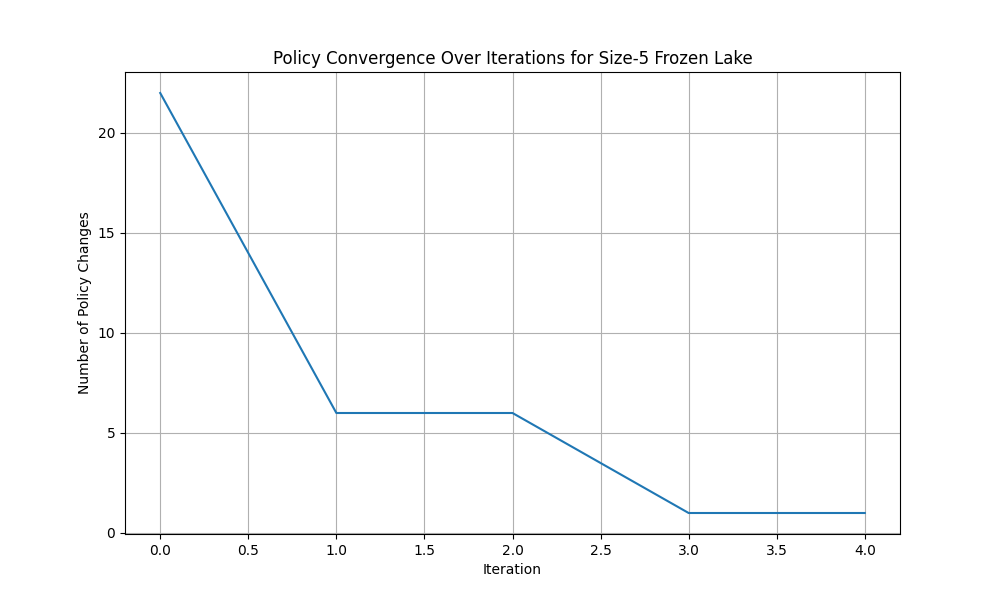 Policy Convergence Over Iterations for Size-5 Frozen Lake
Number of Policy Changes
20
15
10
5
0
0.0 0.5 1.0 1.5 2.0 2.5 3.0 3.5 4.0
Iteration